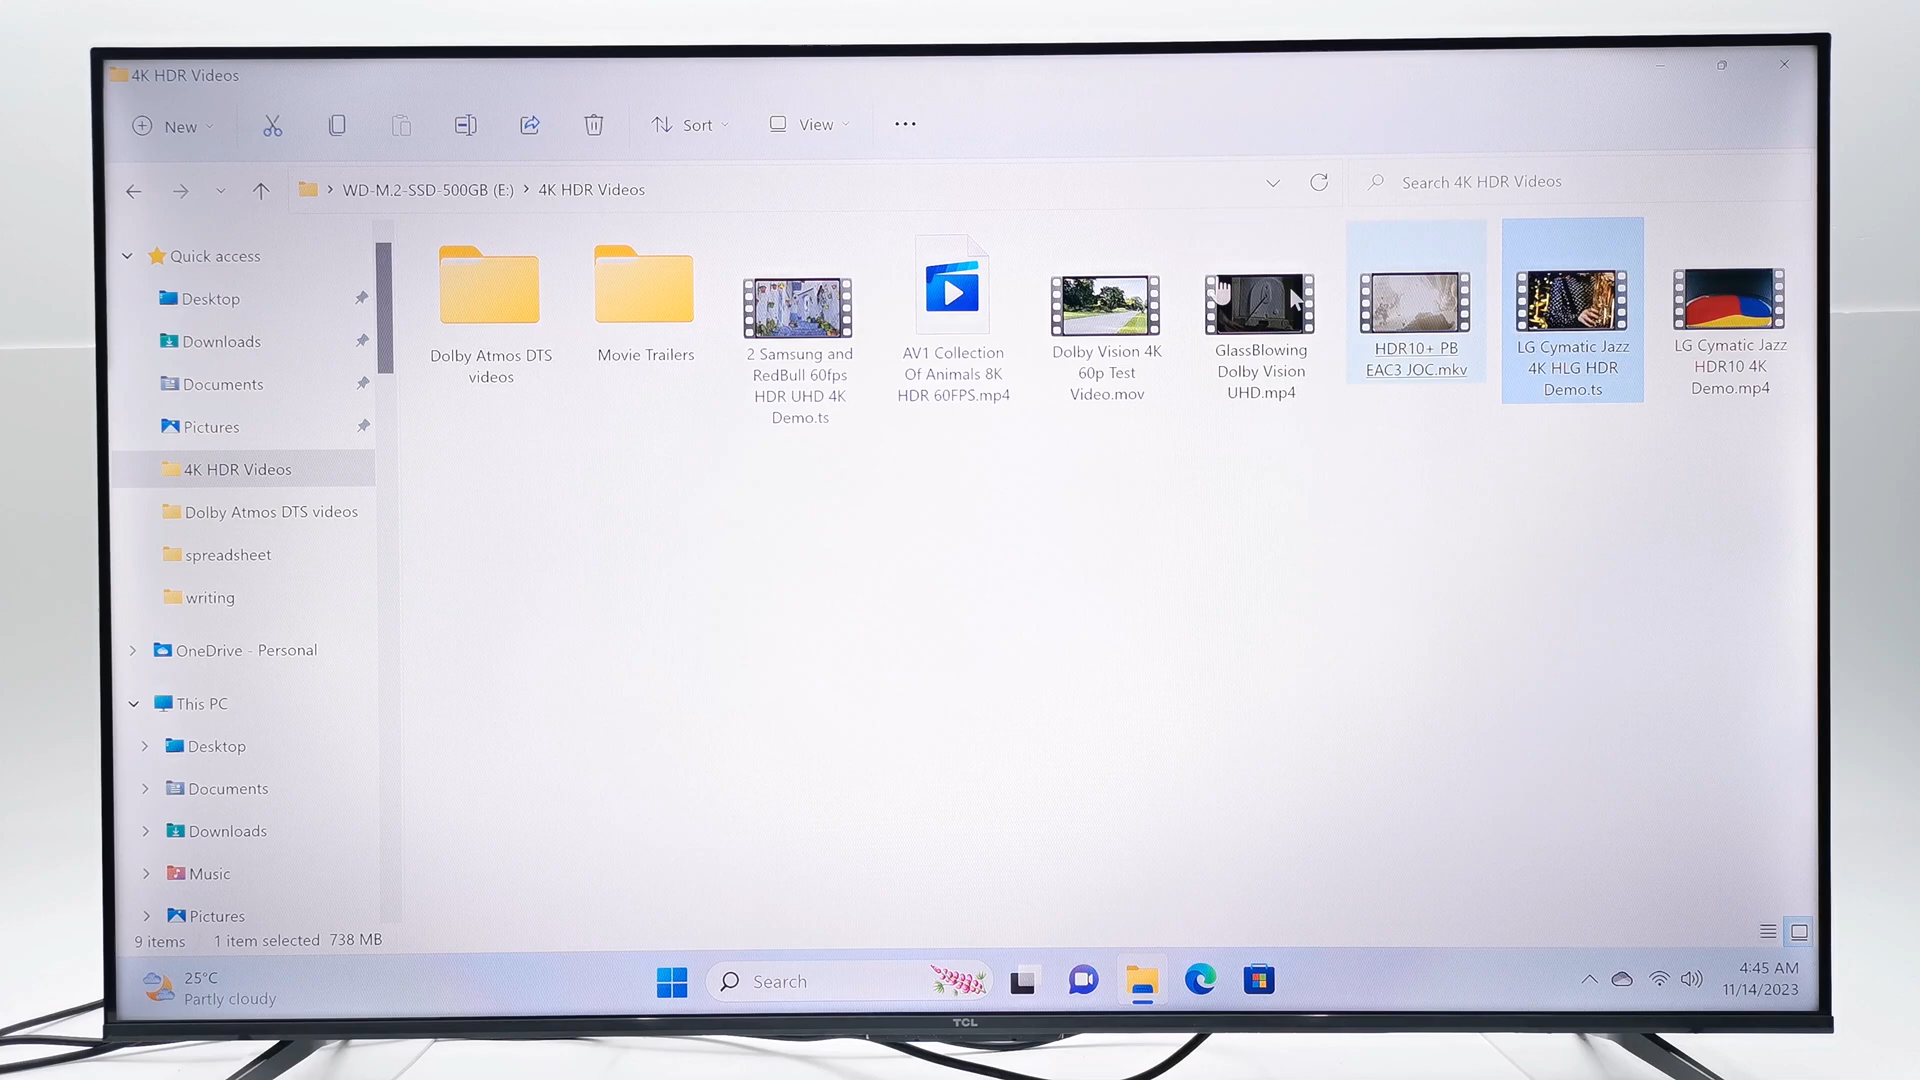 4K HDR Videos
New
Sort
View
WD-M.2-SSD-500GB (E:) > 4K HDR Videos
Search 4K HDR Videos
Quick access
Desktop
Downloads
Documents
Pictures
4K HDR Videos
Dolby Atmos DTS videos
spreadsheet
writing
OneDrive - Personal
This PC
Desktop
Documents
Downloads
Music
Pictures
Dolby Atmos DTS
videos
Movie Trailers
2 Samsung and
RedBull 60fps
HDR UHD 4K
Demo.ts
AV1 Collection
Of Animals 8K
HDR 60FPS.mp4
Dolby Vision 4K
60p Test
Video.mov
GlassBlowing
Dolby Vision
UHD.mp4
HDR10+ PB
EAC3 JOC.mkv
LG Cymatic Jazz
4K HLG HDR
Demo.ts
LG Cymatic Jazz
HDR10 4K
Demo.mp4
9 items 1 item selected 738 MB
25°C
Partly cloudy
Search
4:45 AM
11/14/2023
TCL